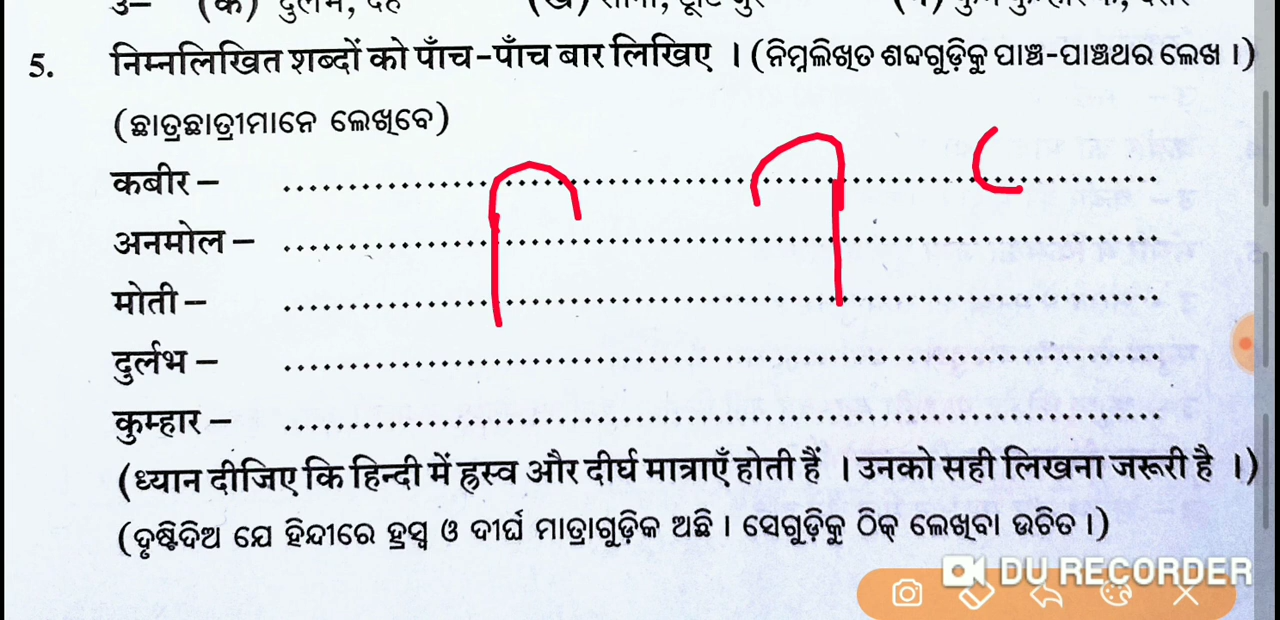 5. निम्नलिखित शब्दों को पाँच-पाँच बार लिखिए । (ନିମ୍ନଲିଖିତ ଶବ୍ଦଗୁଡ଼ିକୁ ପାଞ୍ଚ-ପାଞ୍ଚଥର ଲେଖ ।)
(ଛାତ୍ରଛାତ୍ରୀମାନେ ଲେଖିବେ)
कबीर –
अनमोल –
मोती –
दुर्लभ –
कुम्हार –
(ध्यान दीजिए कि हिन्दी में ह्रस्व और दीर्घ मात्राएँ होती हैं । उनको सही लिखना जरूरी है ।)
(ଦୃଷ୍ଟିଦିଅ ଯେ ହିନ୍ଦୀରେ ହ୍ରସ୍ୱ ଓ ଦୀର୍ଘ ମାତ୍ରାଗୁଡ଼ିକ ଅଛି । ସେଗୁଡ଼ିକୁ ଠିକ୍ ଲେଖିବା ଉଚିତ ।)
DU RECORDER